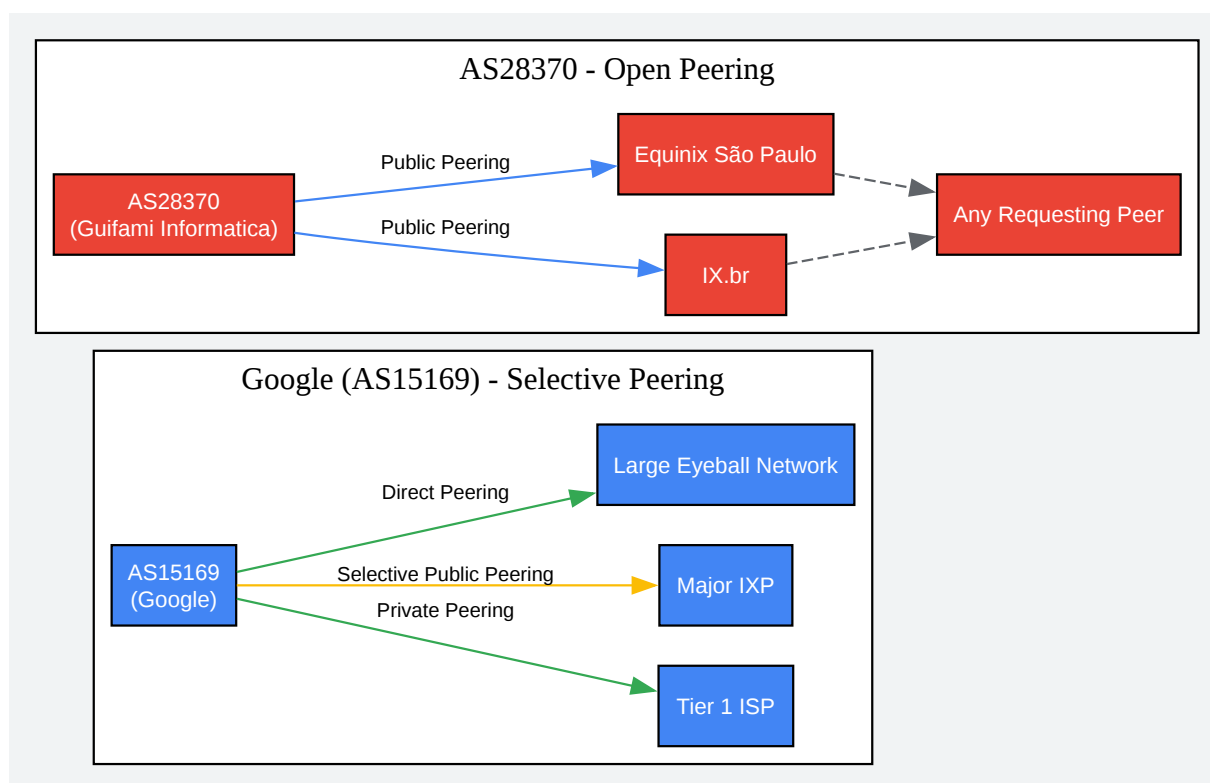 AS28370 - Open Peering
AS28370
(Guifami Informatica)
Public Peering
Public Peering
Equinix São Paulo
IX.br
Any Requesting Peer
Google (AS15169) - Selective Peering
AS15169
(Google)
Direct Peering
Selective Public Peering
Private Peering
Large Eyeball Network
Major IXP
Tier 1 ISP